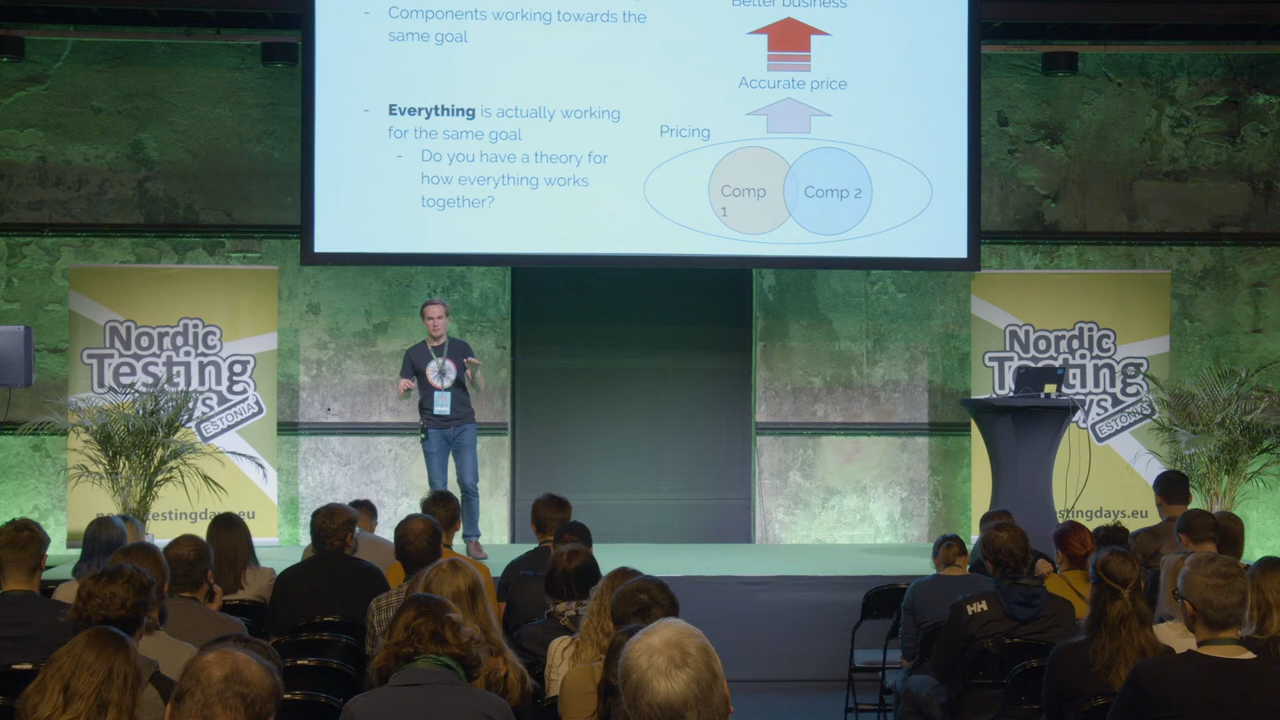 - Components working towards the
same goal
- Everything is actually working
for the same goal
- Do you have a theory for
how everything works
together?
Better business
Accurate price
Pricing
Comp
1
Comp 2
Nordic
Testing
ESTONIA
testingdays.eu
Nordic
Testing
ESTONIA
HH